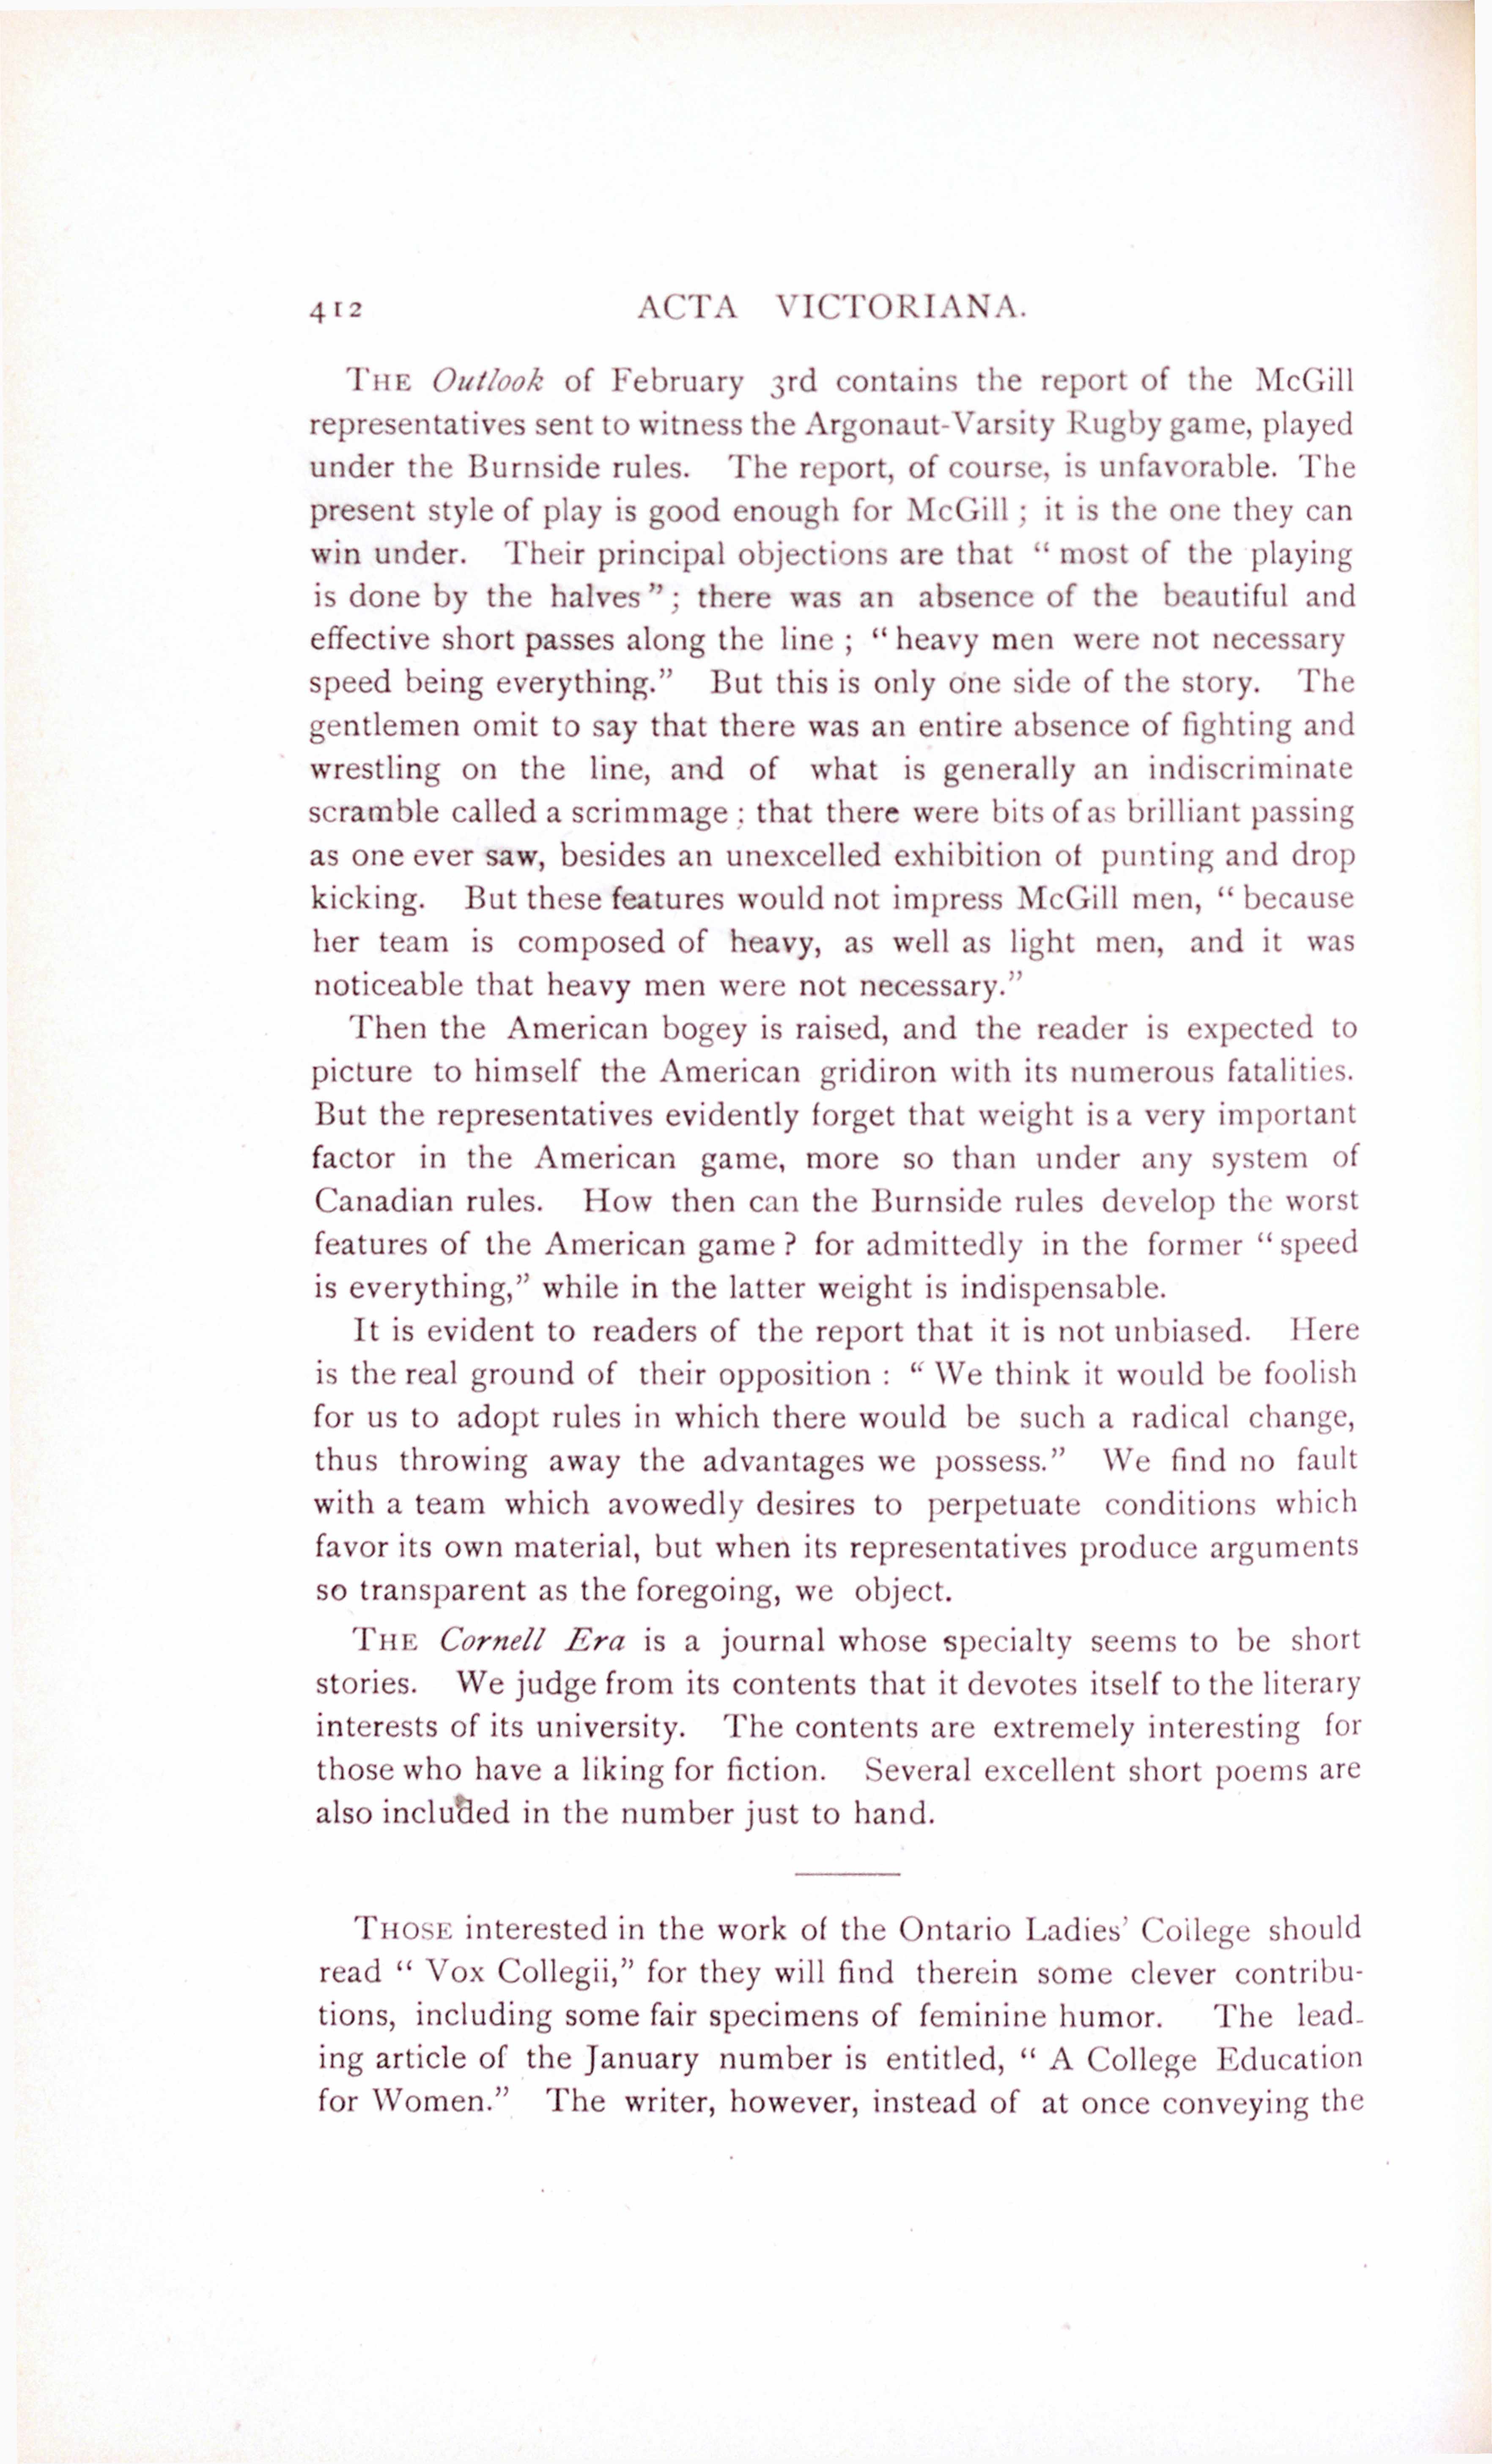 412 ACTA VICTORIANA.
THE Outlook of February 3rd contains the report of the McGill
representatives sent to witness the Argonaut-Varsity Rugby game, played
under the Burnside rules. The report, of course, is unfavorable. The
present style of play is good enough for McGill ; it is the one they can
win under. Their principal objections are that “ most of the playing
is done by the halves ” ; there was an absence of the beautiful and
effective short passes along the line ; “ heavy men were not necessary
speed being everything.” But this is only one side of the story. The
gentlemen omit to say that there was an entire absence of fighting and
wrestling on the line, and of what is generally an indiscriminate
scramble called a scrimmage ; that there were bits of as brilliant passing
as one ever saw, besides an unexcelled exhibition of punting and drop
kicking. But these features would not impress McGill men, “ because
her team is composed of heavy, as well as light men, and it was
noticeable that heavy men were not necessary.”
Then the American bogey is raised, and the reader is expected to
picture to himself the American gridiron with its numerous fatalities.
But the representatives evidently forget that weight is a very important
factor in the American game, more so than under any system of
Canadian rules. How then can the Burnside rules develop the worst
features of the American game ? for admittedly in the former “ speed
is everything,” while in the latter weight is indispensable.
It is evident to readers of the report that it is not unbiased. Here
is the real ground of their opposition : “ We think it would be foolish
for us to adopt rules in which there would be such a radical change,
thus throwing away the advantages we possess.” We find no fault
with a team which avowedly desires to perpetuate conditions which
favor its own material, but when its representatives produce arguments
so transparent as the foregoing, we object.
THE Cornell Era is a journal whose specialty seems to be short
stories. We judge from its contents that it devotes itself to the literary
interests of its university. The contents are extremely interesting for
those who have a liking for fiction. Several excellent short poems are
also included in the number just to hand.
THOSE interested in the work of the Ontario Ladies’ College should
read “ Vox Collegii,” for they will find therein some clever contribu-
tions, including some fair specimens of feminine humor. The lead-
ing article of the January number is entitled, “ A College Education
for Women.” The writer, however, instead of at once conveying the